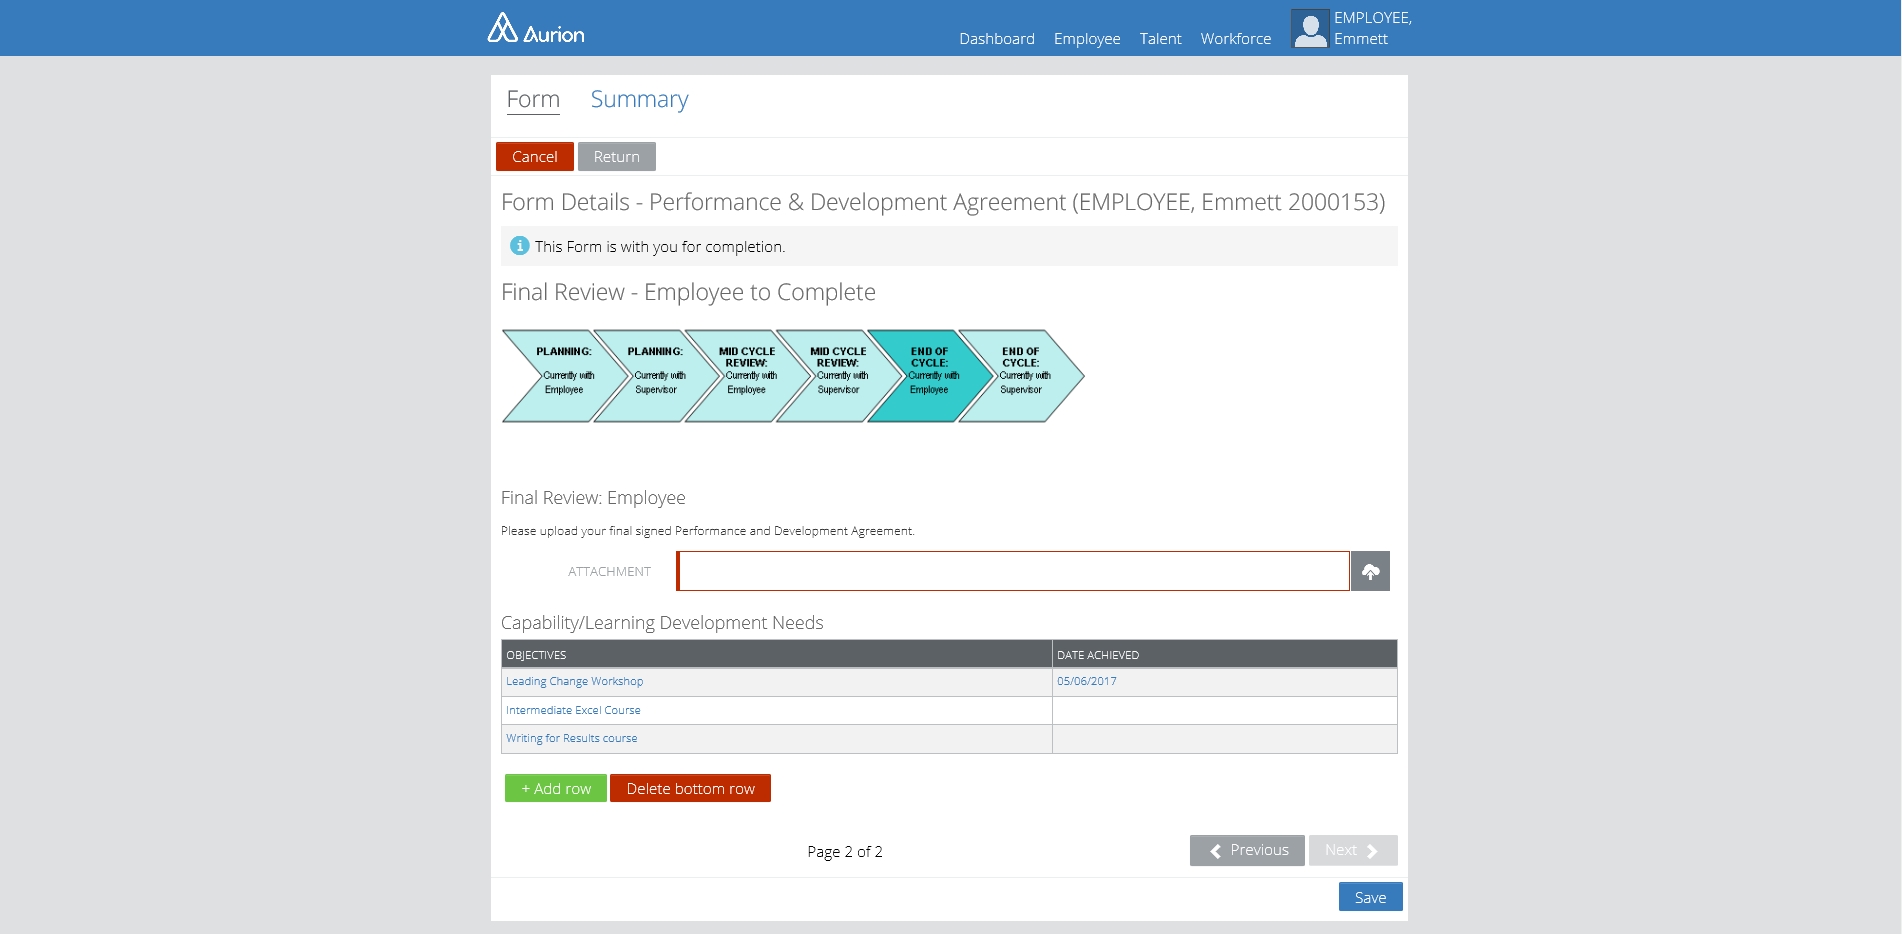 Aurion
Dashboard Employee Talent Workforce
EMPLOYEE,
Emmett
Form Summary
Cancel Return
Form Details - Performance & Development Agreement (EMPLOYEE, Emmett 2000153)
This Form is with you for completion.
Final Review - Employee to Complete
PLANNING:
Currently with
Employee
PLANNING:
Currently with
Supervisor
MID CYCLE
REVIEW:
Currently with
Employee
MID CYCLE
REVIEW:
Currently with
Supervisor
END OF
CYCLE:
Currently with
Employee
END OF
CYCLE:
Currently with
Supervisor
Final Review: Employee
Please upload your final signed Performance and Development Agreement.
ATTACHMENT
Capability/Learning Development Needs
OBJECTIVES DATE ACHIEVED
Leading Change Workshop 05/06/2017
Intermediate Excel Course
Writing for Results course
+ Add row Delete bottom row
Page 2 of 2 Previous Next
Save